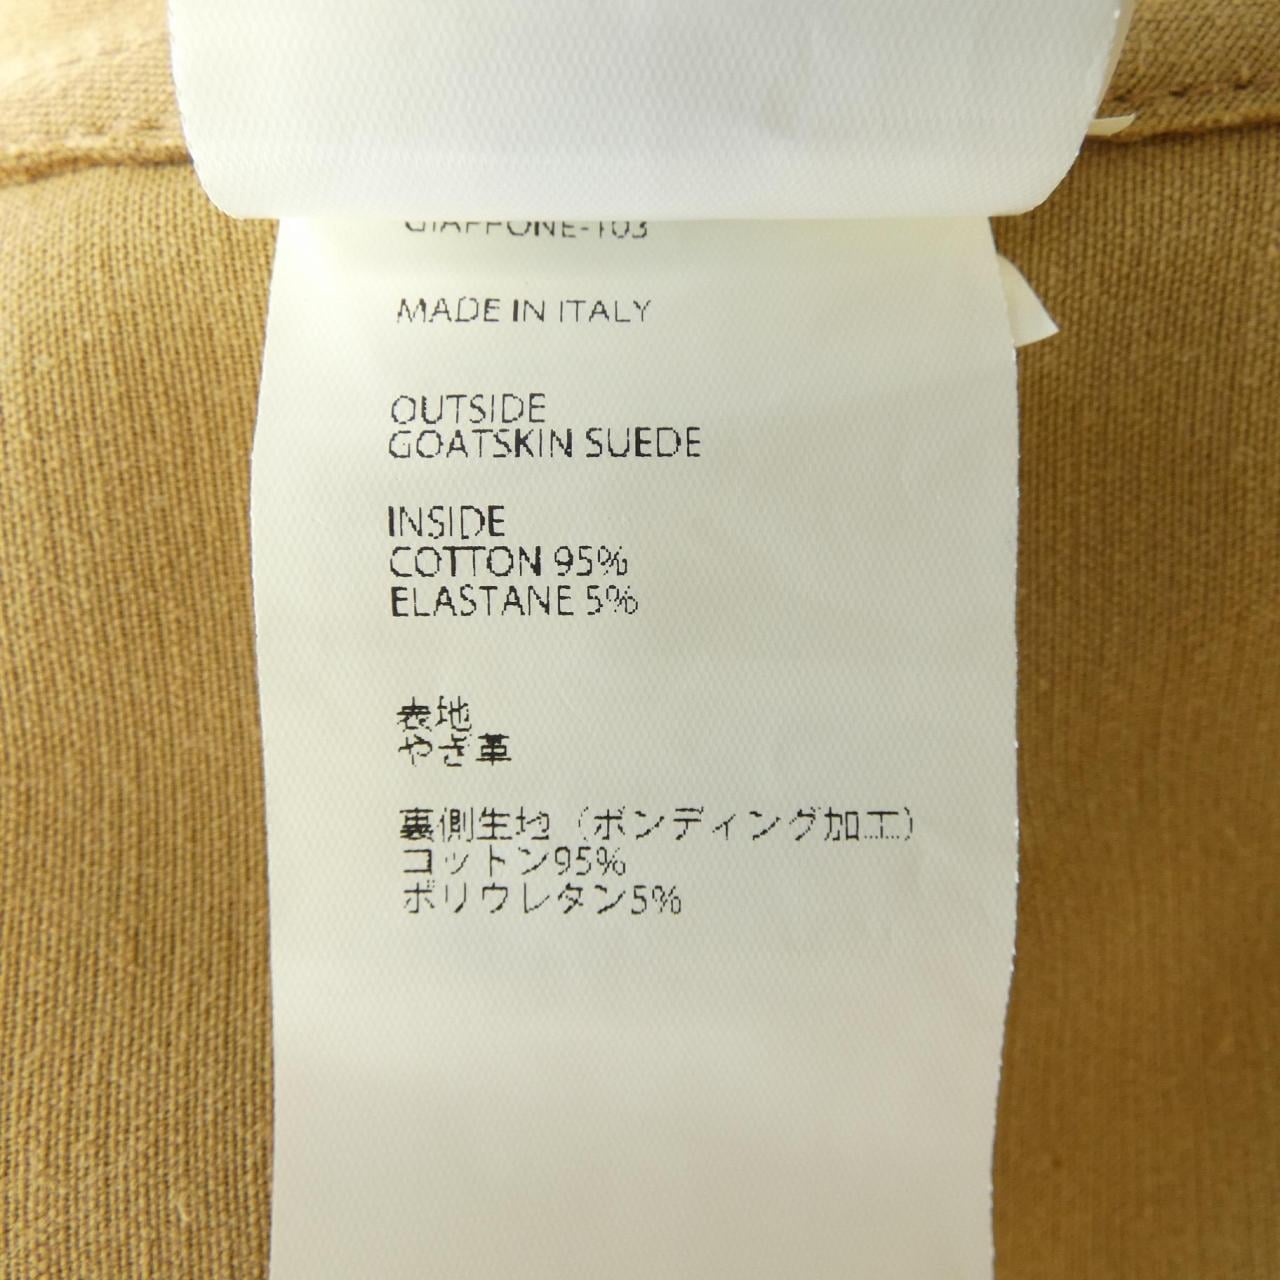 GIAPPONE-103
MADE IN ITALY
OUTSIDE
GOATSKIN SUEDE
INSIDE
COTTON 95%
ELASTANE 5%
表地
やぎ革
裏側生地（ボンディング加工）
コットン95%
ポリウレタン5%